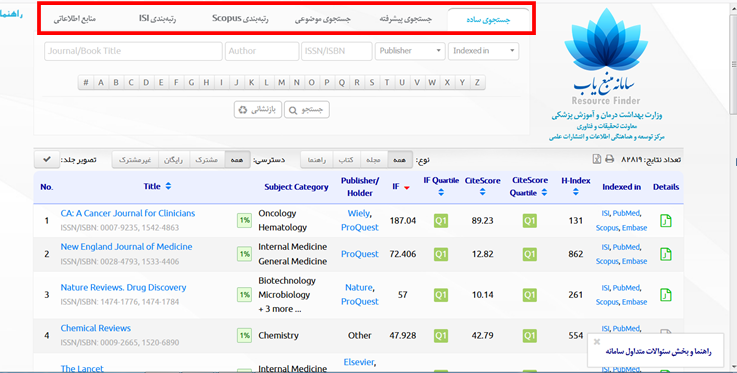 راهنما
جستجوی ساده
جستجوی پیشرفته
جستجوی موضوعی
رتبه‌بندی Scopus
رتبه‌بندی ISI
منابع اطلاعاتی
Journal/Book Title
Author
ISSN/ISBN
Publisher
Indexed in
# A B C D E F G H I J K L M N O P Q R S T U V W X Y Z
جستجو
بازنشانی
سامانه منبع یاب
Resource Finder
وزارت بهداشت درمان و آموزش پزشکی
معاونت تحقیقات و فناوری
مرکز توسعه و هماهنگی اطلاعات و انتشارات علمی
تعداد نتایج: ۸۲۸۱۹
نوع: همه مجله کتاب راهنما
دسترسی: همه مشترک رایگان غیرمشترک
تصویر جلد:
No. Title Subject Category Publisher/ Holder IF IF Quartile CiteScore CiteScore Quartile H-Index Indexed in Details
1 CA: A Cancer Journal for Clinicians
ISSN/ISBN: 0007-9235, 1542-4863
1% Oncology
Hematology
Wiely,
ProQuest
187.04 Q1 89.23 Q1 131
ISI, PubMed,
Scopus, Embase
2 New England Journal of Medicine
ISSN/ISBN: 0028-4793, 1533-4406
1% Internal Medicine
General Medicine
ProQuest
72.406 Q1 12.82 Q1 862
ISI, PubMed,
Scopus, Embase
3 Nature Reviews. Drug Discovery
ISSN/ISBN: 1474-1776, 1474-1784
1% Biotechnology
Microbiology
+ 3 more ...
Nature,
ProQuest
57 Q1 10.14 Q1 261
ISI, PubMed,
Scopus, Embase
4 Chemical Reviews
ISSN/ISBN: 0009-2665, 1520-6890
1% Chemistry
Other
47.928 Q1 42.79 Q1 554
ISI, PubMed,
The Lancet
Internal Medicine
Elsevier,
راهنما و بخش سئوالات متداول سامانه